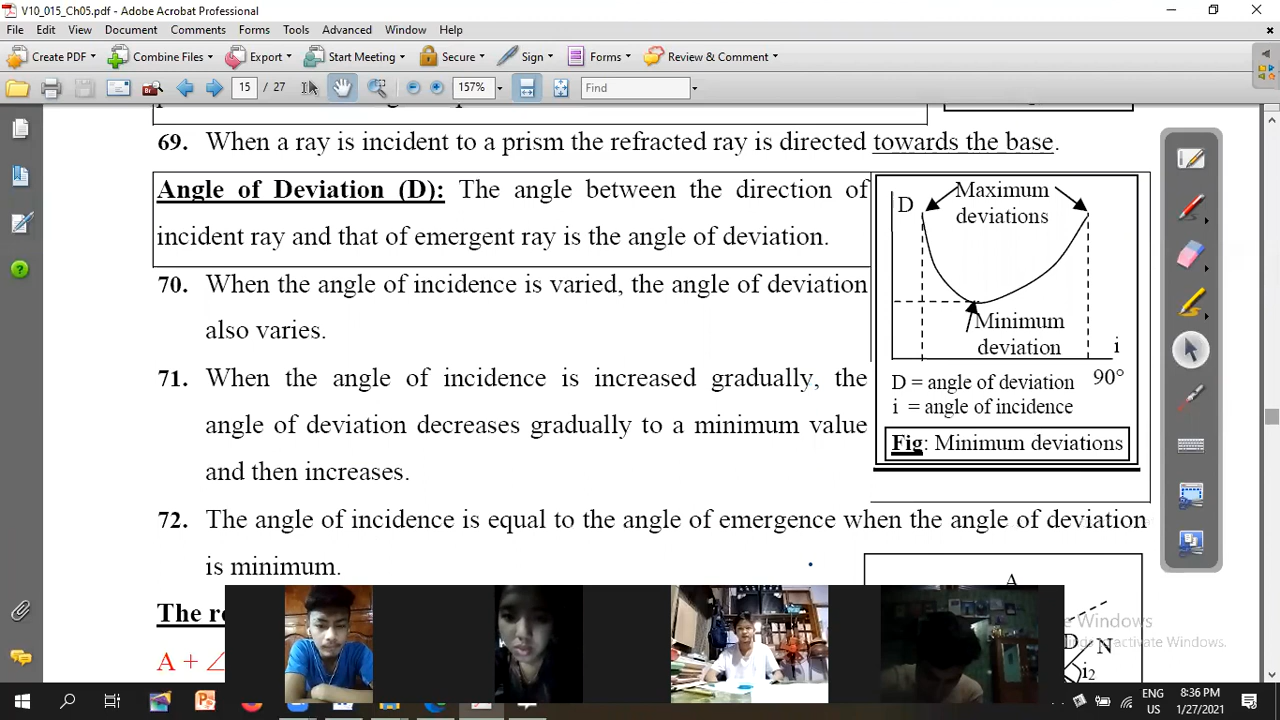 V10_015_Ch05.pdf - Adobe Acrobat Professional
File Edit View Document Comments Forms Tools Advanced Window Help
Create PDF Combine Files Export Start Meeting Secure Sign Forms Review & Comment
15 / 27 157% Find
69. When a ray is incident to a prism the refracted ray is directed towards the base.
Angle of Deviation (D): The angle between the direction of
incident ray and that of emergent ray is the angle of deviation.
70. When the angle of incidence is varied, the angle of deviation
also varies.
71. When the angle of incidence is increased gradually, the
angle of deviation decreases gradually to a minimum value
and then increases.
D
Maximum
deviations
Minimum
deviation
i
90°
D = angle of deviation
i = angle of incidence
Fig: Minimum deviations
72. The angle of incidence is equal to the angle of emergence when the angle of deviation
is minimum.
The
A + ∠
A
D N
i₂
Windows
activate Windows.
ENG
US
8:36 PM
1/27/2021